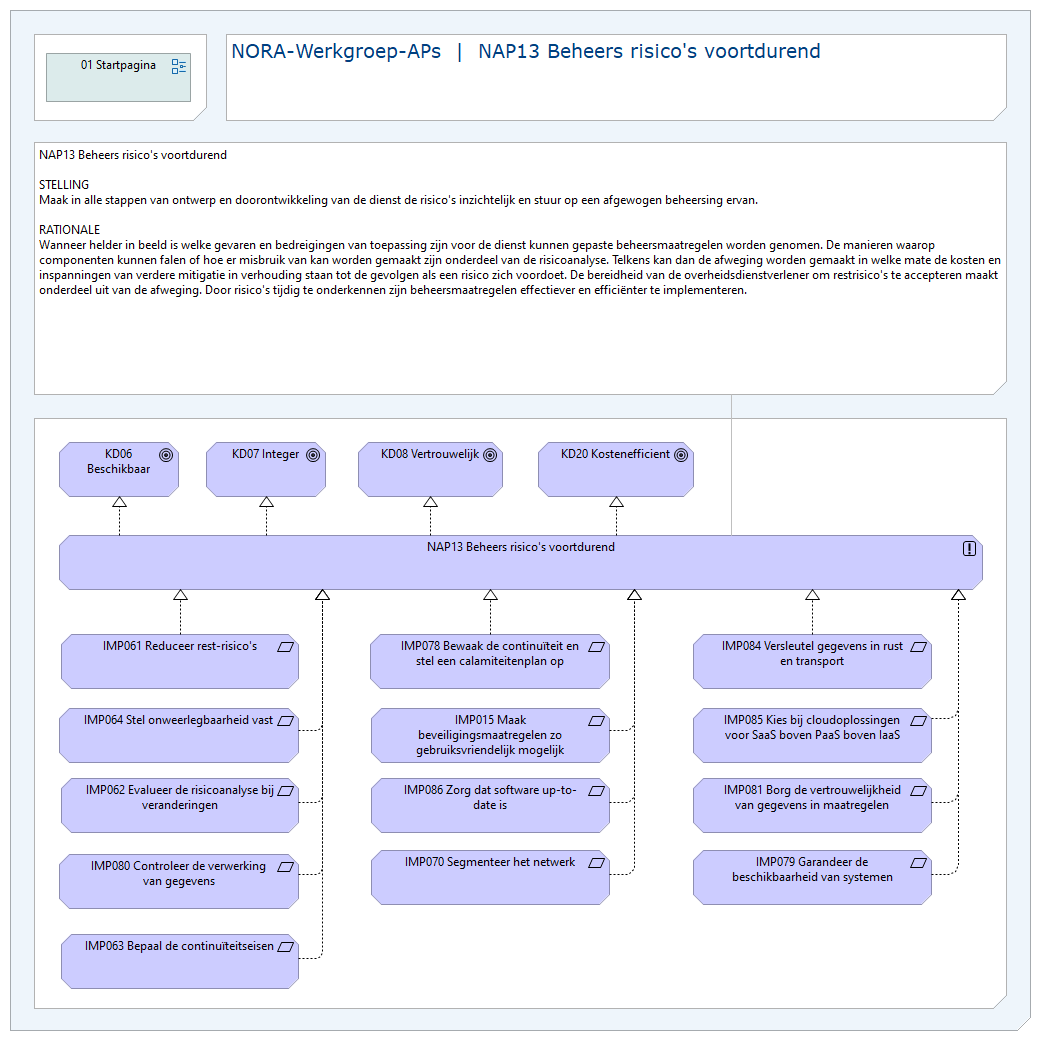 01 Startpagina
NORA-Werkgroep-APs | NAP13 Beheers risico's voortdurend
NAP13 Beheers risico's voortdurend
STELLING
Maak in alle stappen van ontwerp en doorontwikkeling van de dienst de risico's inzichtelijk en stuur op een afgewogen beheersing ervan.
RATIONALE
Wanneer helder in beeld is welke gevaren en bedreigingen van toepassing zijn voor de dienst kunnen gepaste beheersmaatregelen worden genomen. De manieren waarop
componenten kunnen falen of hoe er misbruik van kan worden gemaakt zijn onderdeel van de risicoanalyse. Telkens kan dan de afweging worden gemaakt in welke mate de kosten en
inspanningen van verdere mitigatie in verhouding staan tot de gevolgen als een risico zich voordoet. De bereidheid van de overheidsdienstverlener om restrisico's te accepteren maakt
onderdeel uit van de afweging. Door risico's tijdig te onderkennen zijn beheersmaatregelen effectiever en efficiënter te implementeren.
KD06
Beschikbaar
KD07 Integer
KD08 Vertrouwelijk
KD20 Kostenefficient
NAP13 Beheers risico's voortdurend
IMP061 Reduceer rest-risico's
IMP078 Bewaak de continuïteit en
stel een calamiteitenplan op
IMP084 Versleutel gegevens in rust
en transport
IMP064 Stel onweerlegbaarheid vast
IMP015 Maak
beveiligingsmaatregelen zo
gebruiksvriendelijk mogelijk
IMP085 Kies bij cloudoplossingen
voor SaaS boven PaaS boven IaaS
IMP062 Evalueer de risicoanalyse bij
veranderingen
IMP086 Zorg dat software up-to-
date is
IMP081 Borg de vertrouwelijkheid
van gegevens in maatregelen
IMP080 Controleer de verwerking
van gegevens
IMP070 Segmenteer het netwerk
IMP079 Garandeer de
beschikbaarheid van systemen
IMP063 Bepaal de continuïteitseisen